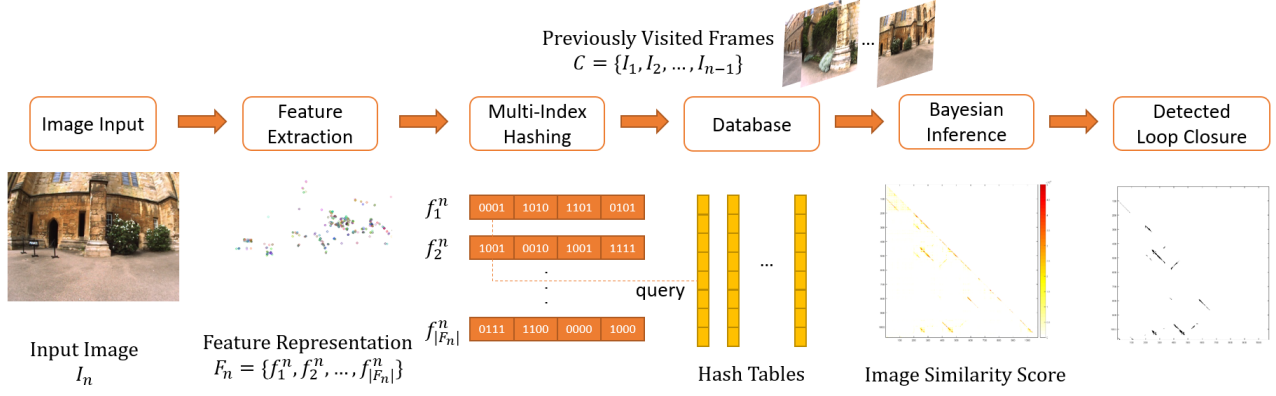 Previously Visited Frames
C = {I₁, I₂, … , Iₙ₋₁}
...
Image Input
Feature
Extraction
Multi-Index
Hashing
Database
Bayesian
Inference
Detected
Loop Closure
f₁ⁿ 0001 1010 1101 0101
f₂ⁿ 1001 0010 1001 1111
query
...
f|Fₙ|ⁿ 0111 1100 0000 1000
Input Image
Iₙ
Feature Representation
Fₙ = {f₁ⁿ, f₂ⁿ, … , f|Fₙ|ⁿ}
Hash Tables
Image Similarity Score